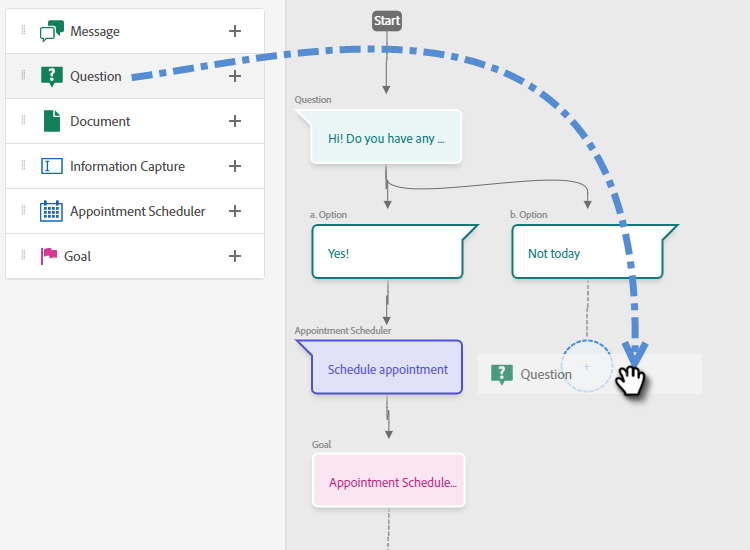 Message
Question
Document
Information Capture
Appointment Scheduler
Goal
Start
Question
Hi! Do you have any ...
a. Option
b. Option
Yes!
Not today
Appointment Scheduler
Schedule appointment
Question
Goal
Appointment Schedule...